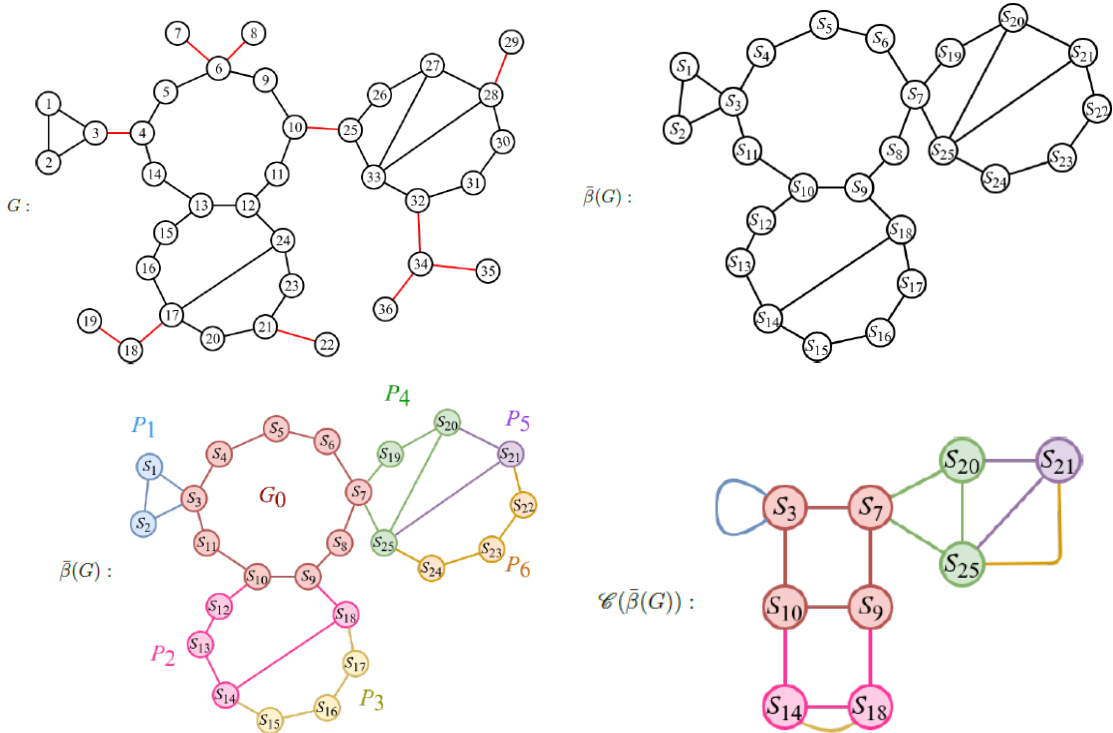 G :
7 8
29
27
6
9
5
26
28
1
3 4
10
25
30
2
14
11
33
31
13 12
32
15
24
16
23
34
35
17
36
19
21
20
22
18
β̄(G) :
S5
S20
S4
S6
S19
S21
S1
S3
S7
S22
S2
S11
S8
S25
S23
S24
S10 S9
S12
S18
S13
S17
S14
S16
S15
β̄(G) :
P1
P4
P5
P2
P3
P6
G0
S5
S20
S6
S4
S19
S21
S1
S3
S7
S22
S2
S11
S8
S25
S23
S24
S10 S9
S12
S18
S13
S17
S14
S16
S15
𝒞(β̄(G)) :
S20 S21
S3 S7
S25
S10 S9
S14 S18